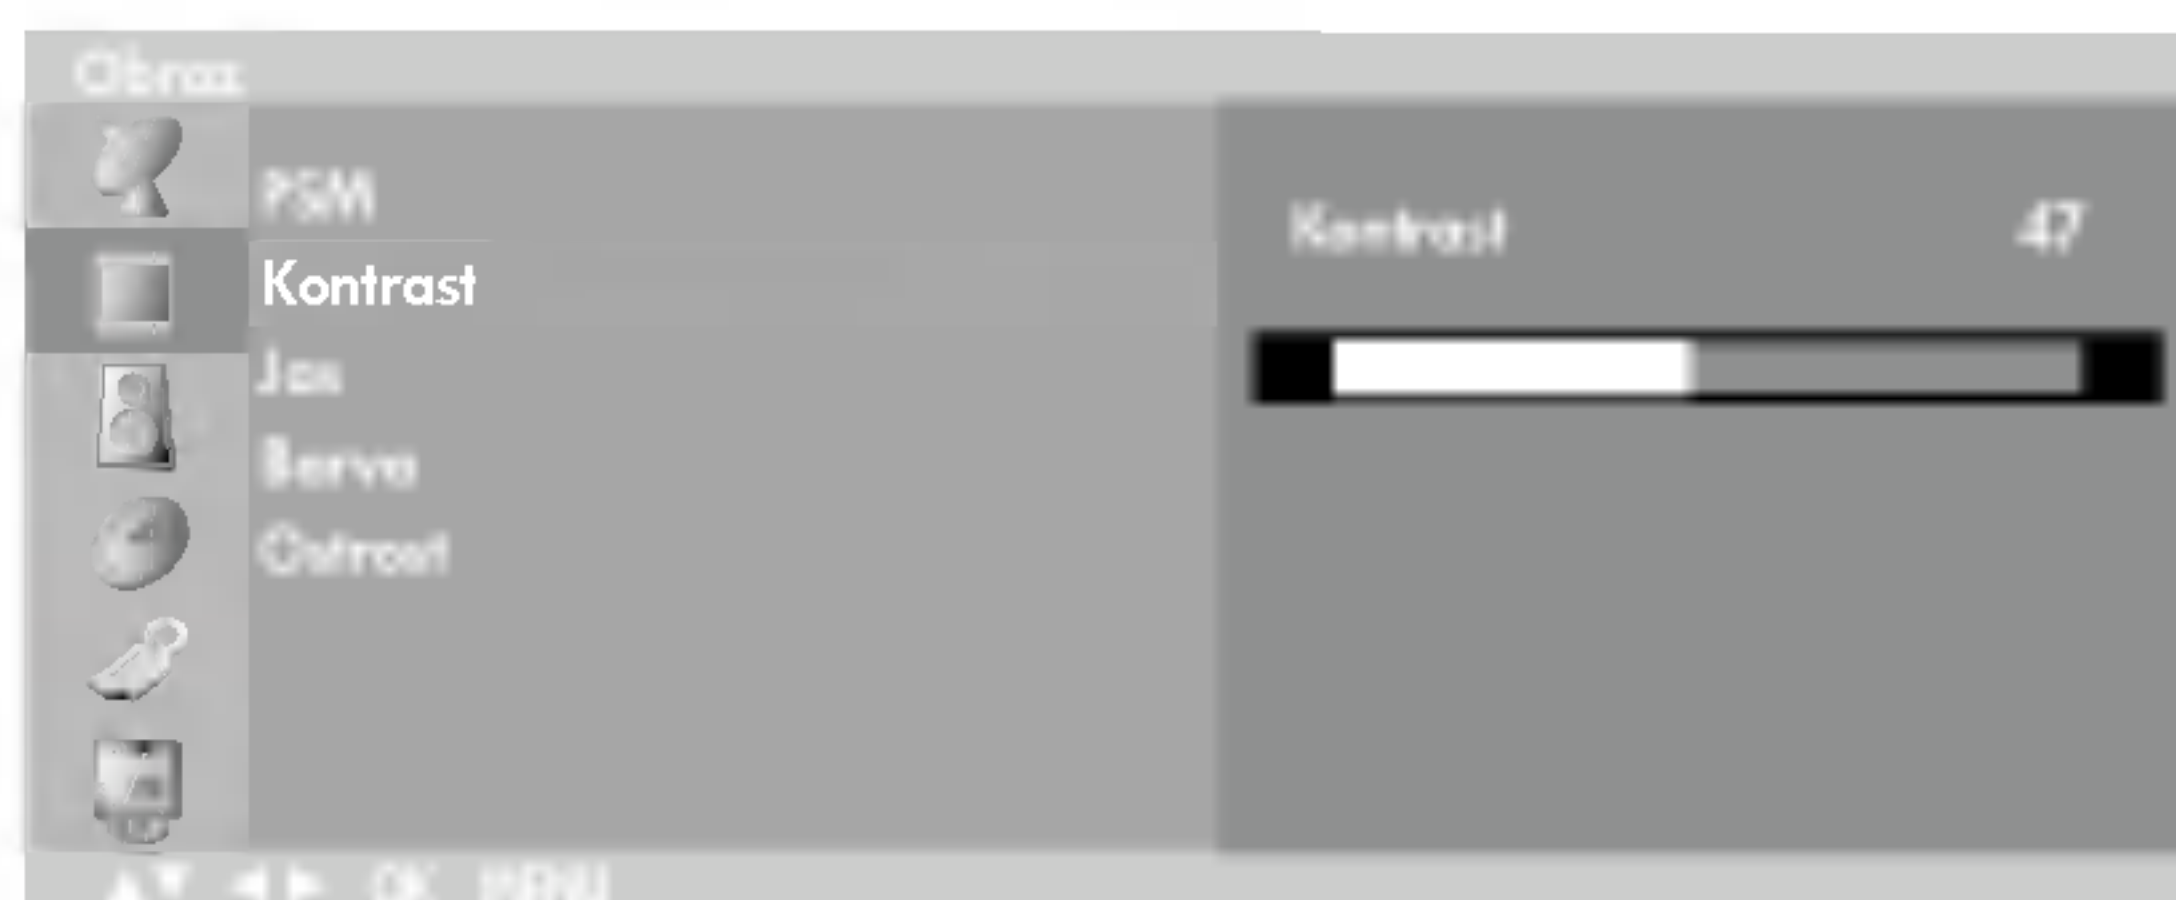 Obraz
PSM
Kontrast
Jas
Barva
Ostrost
Kontrast 47
▲▼ ◀ ▶ OK MENU